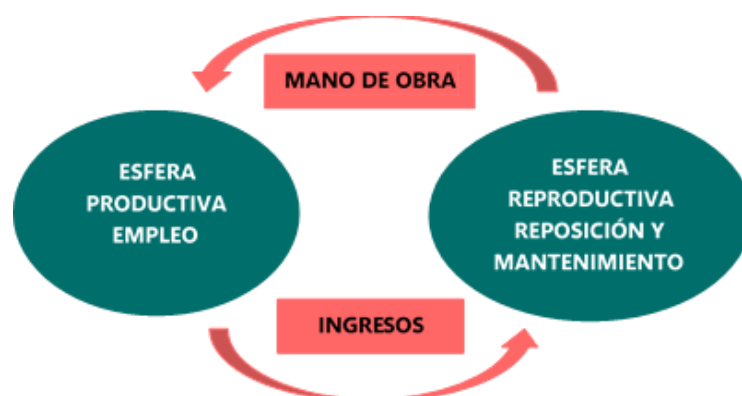 MANO DE OBRA
ESFERA
PRODUCTIVA
EMPLEO
ESFERA
REPRODUCTIVA
REPOSICIÓN Y
MANTENIMIENTO
INGRESOS